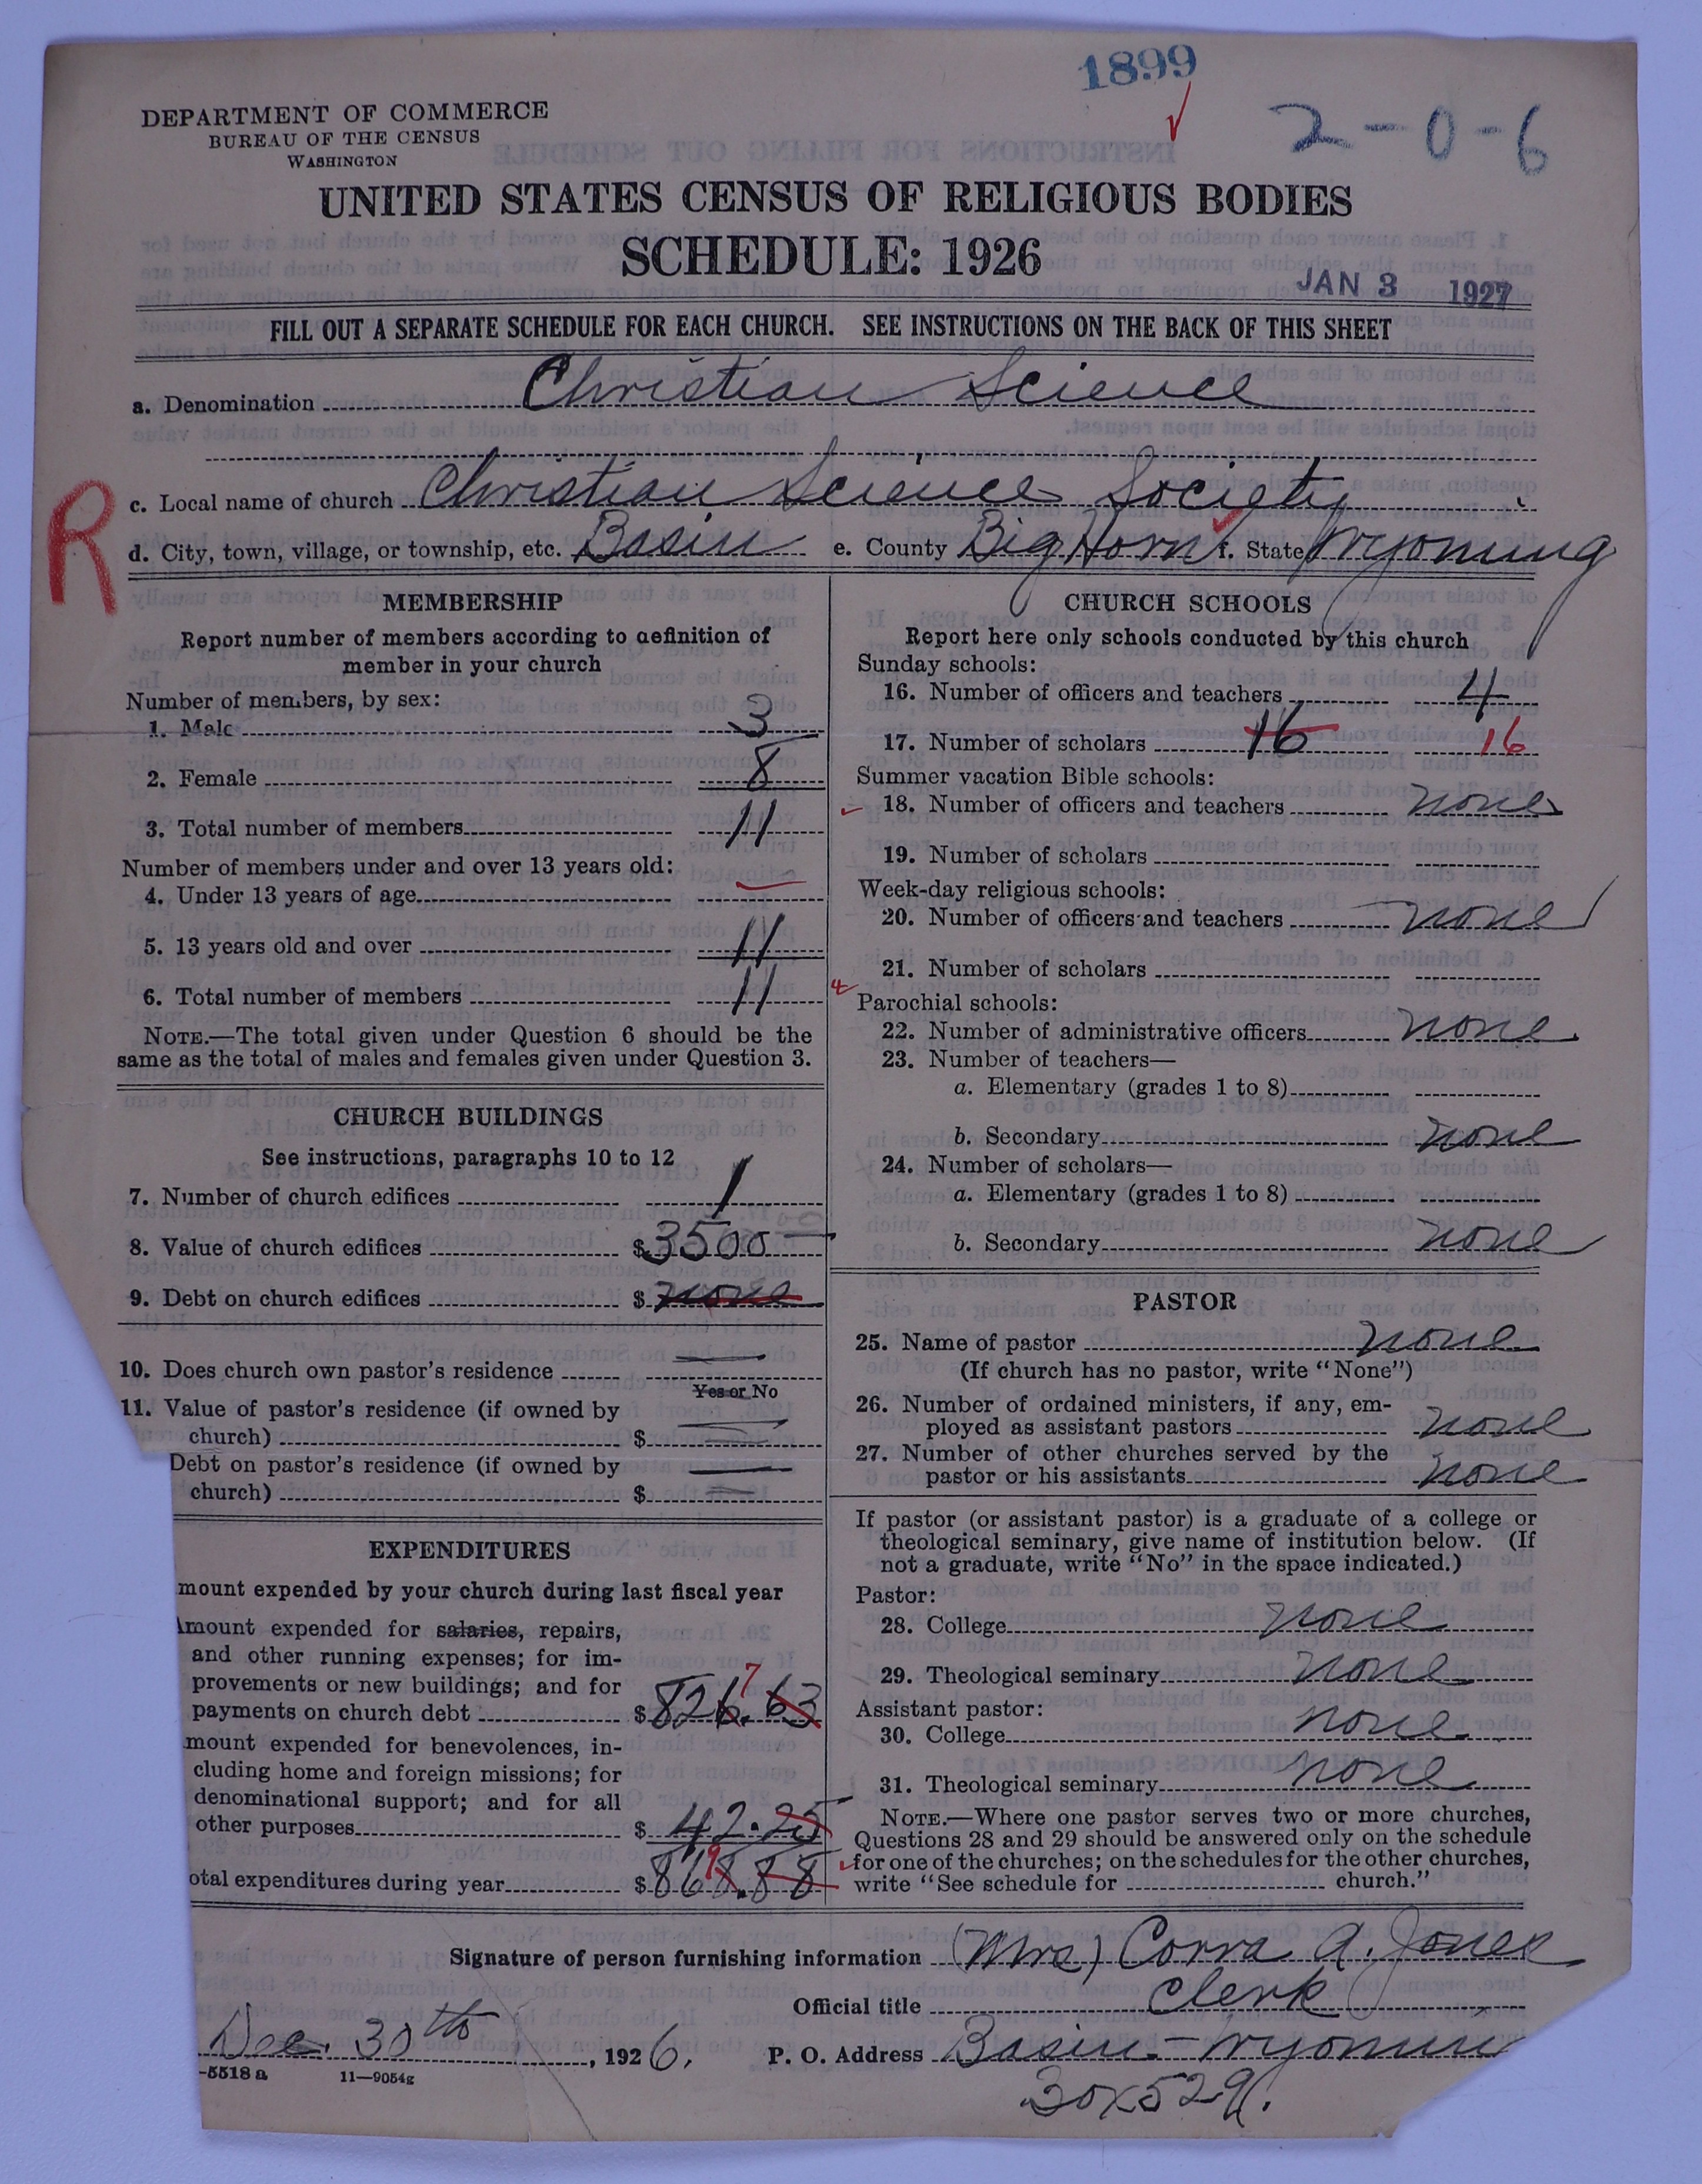 1899
2-0-6
DEPARTMENT OF COMMERCE
BUREAU OF THE CENSUS
WASHINGTON
UNITED STATES CENSUS OF RELIGIOUS BODIES
SCHEDULE: 1926
JAN 3 1927
FILL OUT A SEPARATE SCHEDULE FOR EACH CHURCH. SEE INSTRUCTIONS ON THE BACK OF THIS SHEET
a. Denomination Christian Science
R
c. Local name of church Christian Science Society
d. City, town, village, or township, etc. Basin e. County Big Horn f. State Wyoming
MEMBERSHIP
Report number of members according to definition of
member in your church
Number of members, by sex:
1. Male 3
2. Female 8
3. Total number of members 11
Number of members under and over 13 years old:
4. Under 13 years of age —
5. 13 years old and over 11
6. Total number of members 11
NOTE.—The total given under Question 6 should be the
same as the total of males and females given under Question 3.
CHURCH BUILDINGS
See instructions, paragraphs 10 to 12
7. Number of church edifices 1
8. Value of church edifices $3500
9. Debt on church edifices $ none
10. Does church own pastor's residence —
Yes or No
11. Value of pastor's residence (if owned by
church) $ —
Debt on pastor's residence (if owned by
church) $ —
EXPENDITURES
mount expended by your church during last fiscal year
Amount expended for salaries, repairs,
and other running expenses; for im-
provements or new buildings; and for
7
payments on church debt $826.63
mount expended for benevolences, in-
cluding home and foreign missions; for
denominational support; and for all
other purposes $ 42.25
9
otal expenditures during year $868.88
CHURCH SCHOOLS
Report here only schools conducted by this church
Sunday schools:
16. Number of officers and teachers 4
17. Number of scholars 16 16
Summer vacation Bible schools:
18. Number of officers and teachers none
19. Number of scholars
Week-day religious schools:
20. Number of officers and teachers none
21. Number of scholars
Parochial schools:
22. Number of administrative officers none.
23. Number of teachers—
a. Elementary (grades 1 to 8)
b. Secondary none
24. Number of scholars—
a. Elementary (grades 1 to 8)
b. Secondary none
PASTOR
25. Name of pastor none
(If church has no pastor, write "None")
26. Number of ordained ministers, if any, em-
ployed as assistant pastors none
27. Number of other churches served by the
pastor or his assistants none
If pastor (or assistant pastor) is a graduate of a college or
theological seminary, give name of institution below. (If
not a graduate, write "No" in the space indicated.)
Pastor:
28. College none
29. Theological seminary none
Assistant pastor:
30. College none
31. Theological seminary none
NOTE.—Where one pastor serves two or more churches,
Questions 28 and 29 should be answered only on the schedule
for one of the churches; on the schedules for the other churches,
write "See schedule for church."
Signature of person furnishing information (Mrs) Corra A. Jones
Official title Clerk
Dec. 30th, 1926. P. O. Address Basin - Wyomin
-5518a 11—9054g
Box 529.